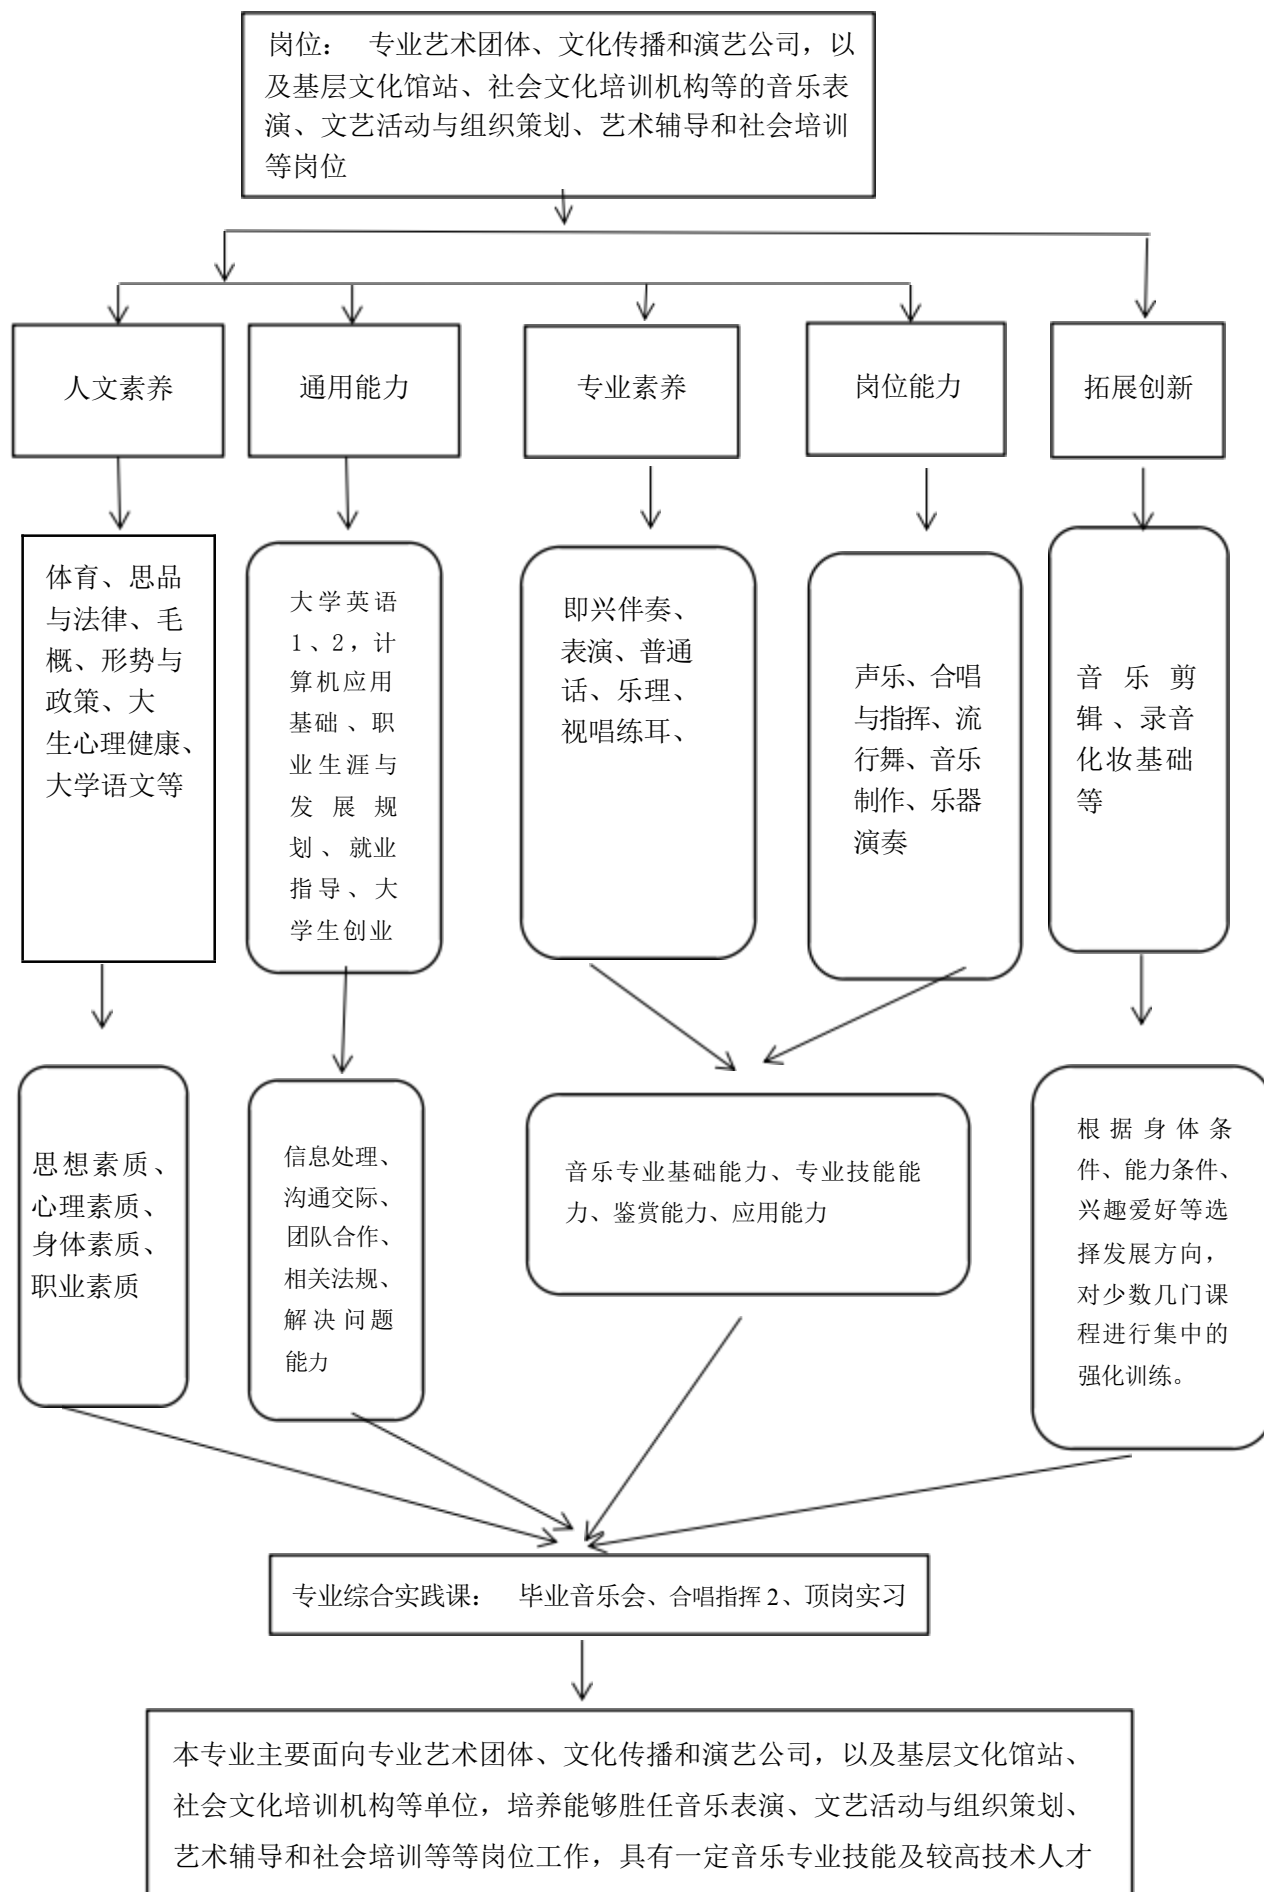 岗位： 专业艺术团体、文化传播和演艺公司，以
及基层文化馆站、社会文化培训机构等的音乐表
演、文艺活动与组织策划、艺术辅导和社会培训
等岗位
人文素养
通用能力
专业素养
岗位能力
拓展创新
体育、思品
与法律、毛
概、形势与
政策、大
生心理健康、
大学语文等
大学英语
1、2，计
算机应用
基础、职
业生涯与
发展规
划、就业
指导、大
学生创业
即兴伴奏、
表演、普通
话、乐理、
视唱练耳、
声乐、合唱
与指挥、流
行舞、音乐
制作、乐器
演奏
音乐剪
辑、录音
化妆基础
等
思想素质、
心理素质、
身体素质、
职业素质
信息处理、
沟通交际、
团队合作、
相关法规、
解决问题
能力
音乐专业基础能力、专业技能能
力、鉴赏能力、应用能力
根据身体条
件、能力条件、
兴趣爱好等选
择发展方向，
对少数几门课
程进行集中的
强化训练。
专业综合实践课： 毕业音乐会、合唱指挥 2、顶岗实习
本专业主要面向专业艺术团体、文化传播和演艺公司，以及基层文化馆站、
社会文化培训机构等单位，培养能够胜任音乐表演、文艺活动与组织策划、
艺术辅导和社会培训等等岗位工作，具有一定音乐专业技能及较高技术人才